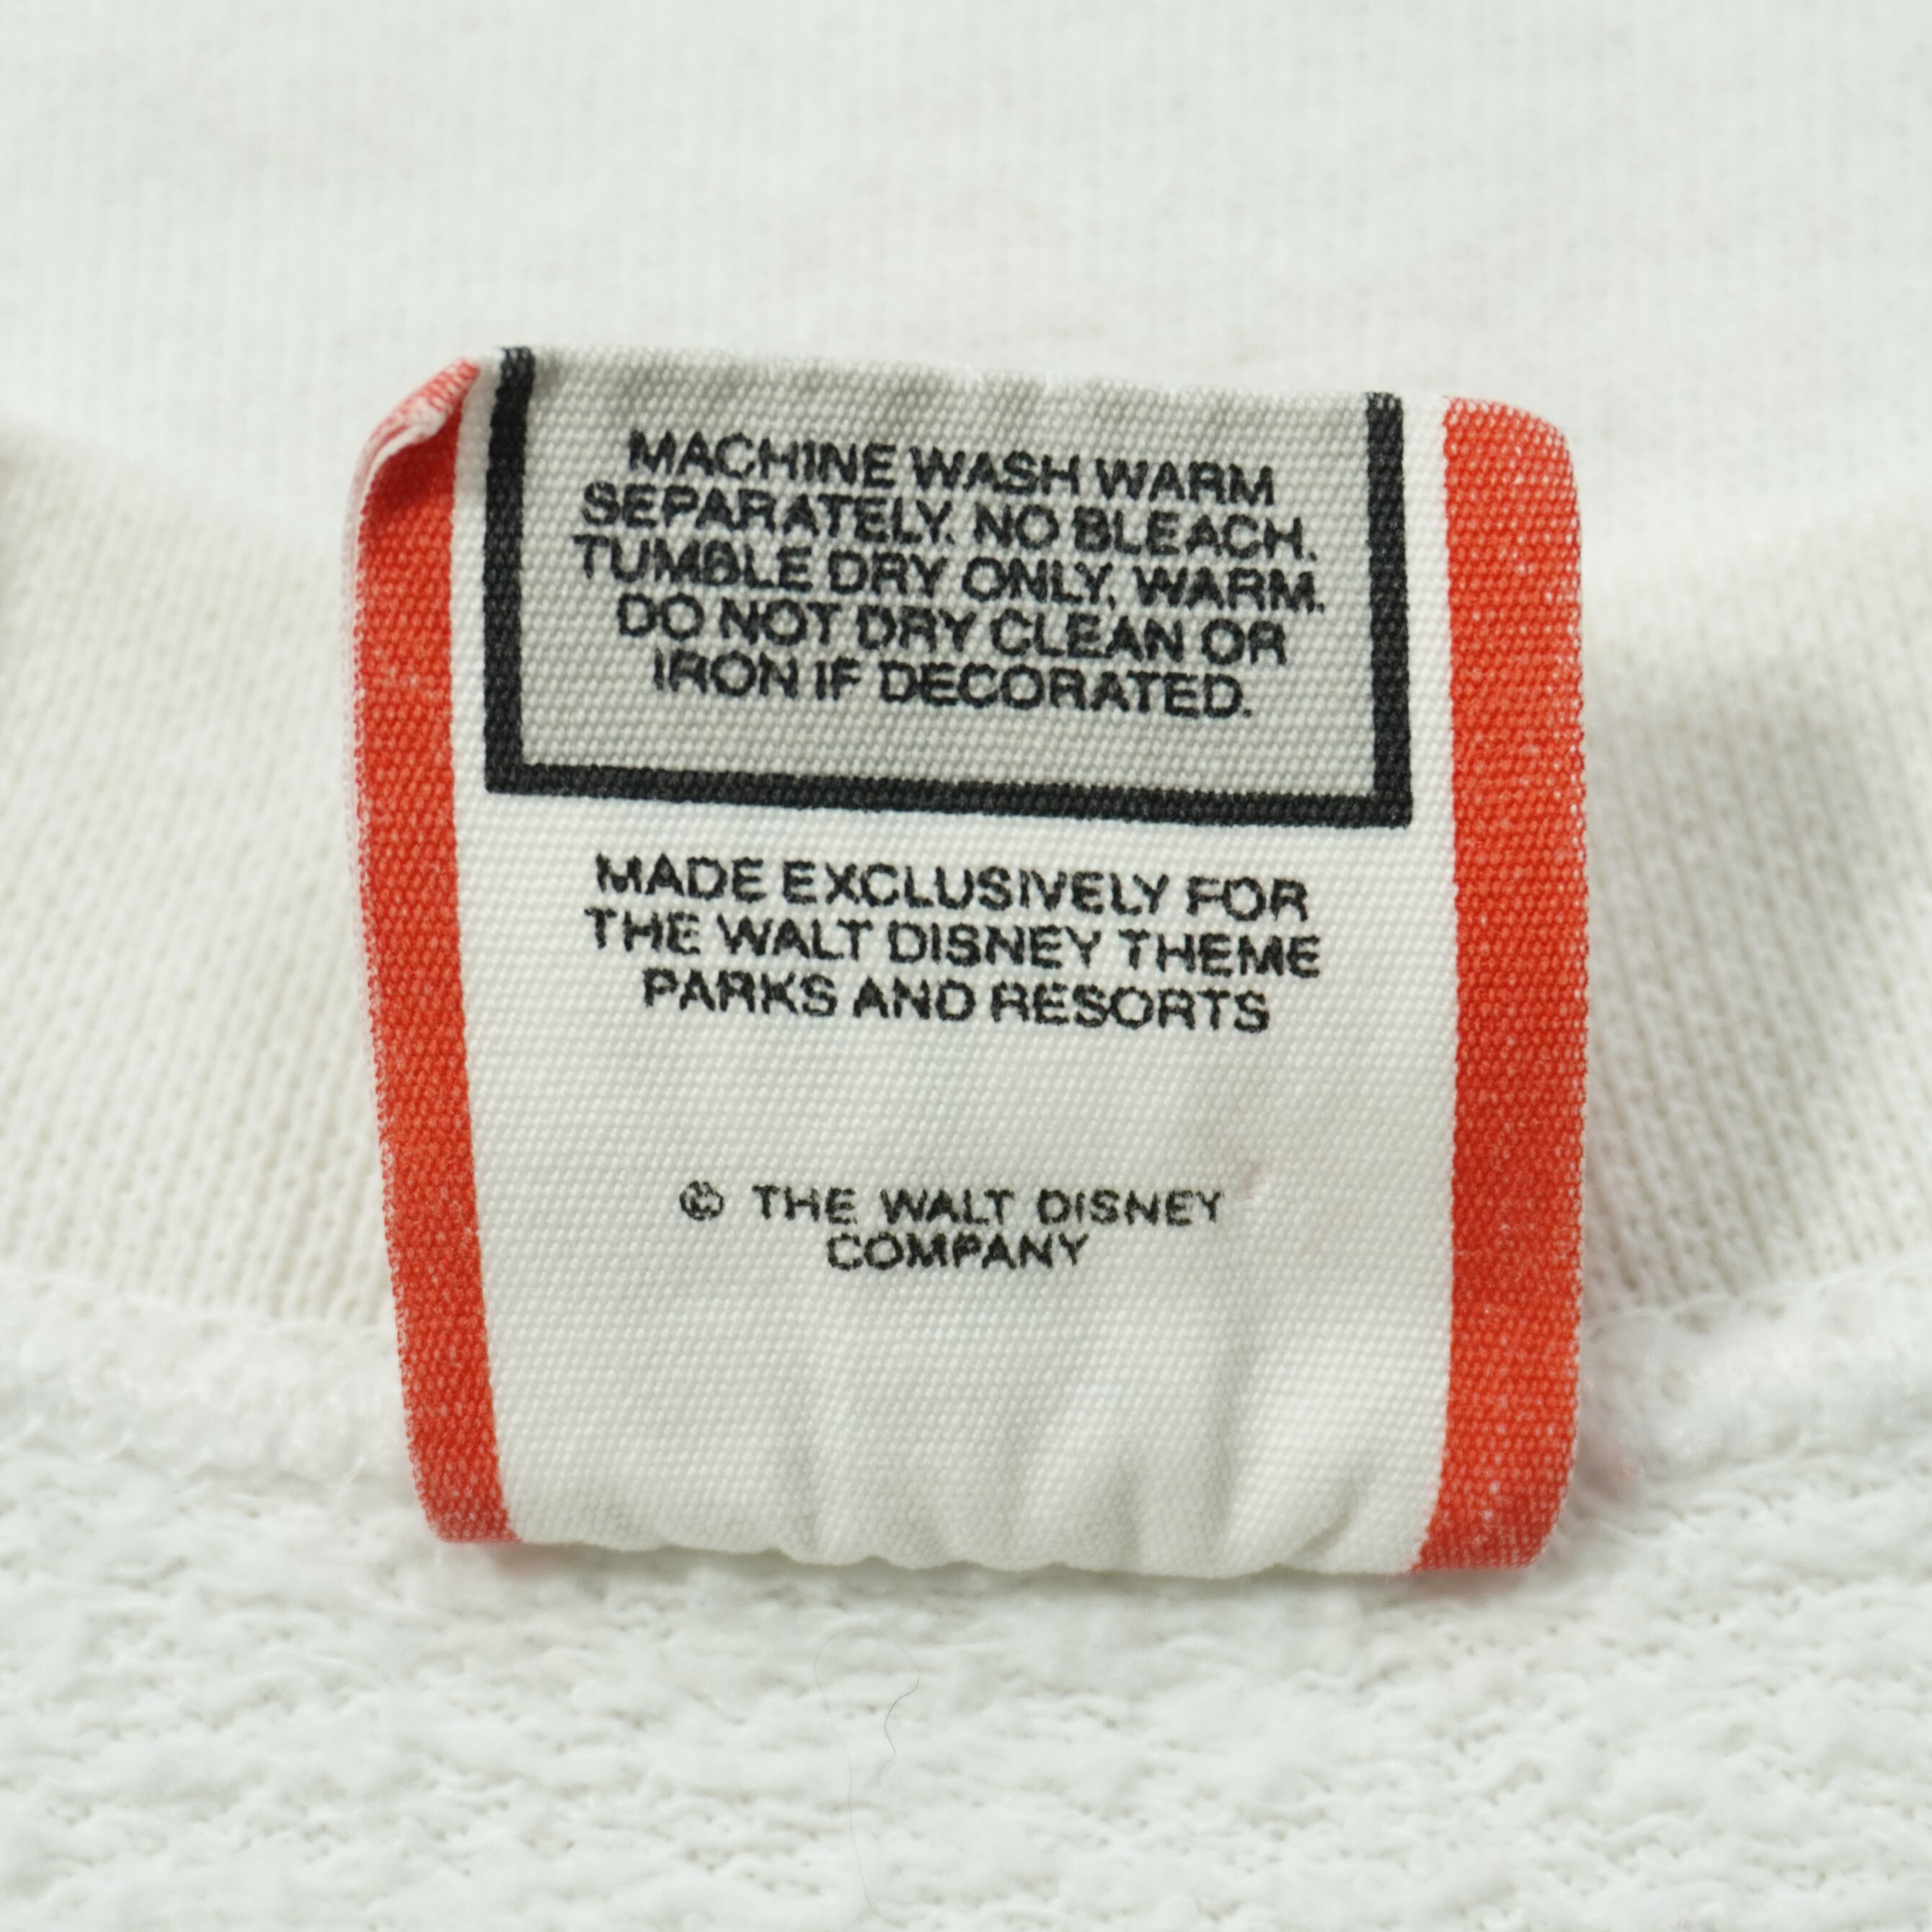 MACHINE WASH WARM
SEPARATELY. NO BLEACH.
TUMBLE DRY ONLY, WARM.
DO NOT DRY CLEAN OR
IRON IF DECORATED.
MADE EXCLUSIVELY FOR
THE WALT DISNEY THEME
PARKS AND RESORTS
© THE WALT DISNEY
COMPANY